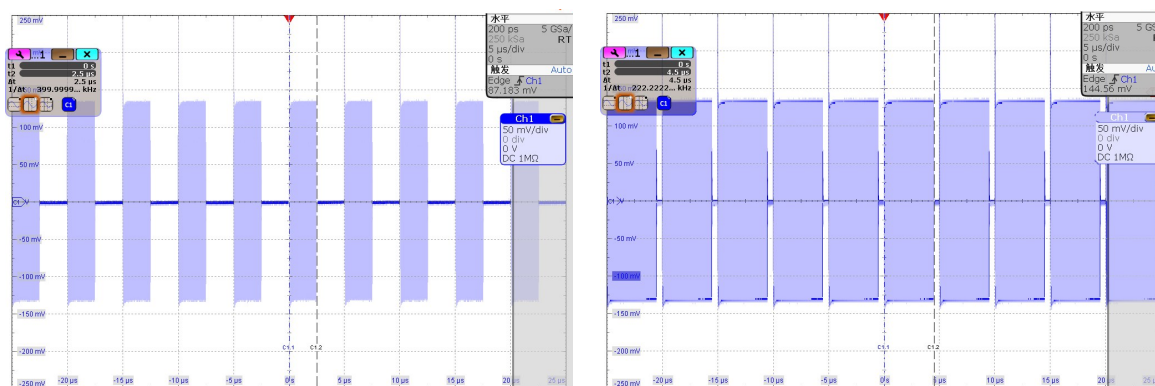 250 mV
100 mV
50 mV
-50 mV
-100 mV
-150 mV
-200 mV
-250 mV
-20 µs
-15 µs
-10 µs
-5 µs
0 s
5 µs
10 µs
15 µs
20 µs
25 µs
t1 0 s
t2 2.5 µs
Δt 2.5 µs
399.9999... kHz
C1
C1.1
C1.2
水平
200 ps 5 GSa/
250 kSa RT
5 µs/div
0 s
触发 Auto
Edge Ch1
87.183 mV
Ch1
50 mV/div
0 div
0 V
DC 1MΩ
250 mV
100 mV
50 mV
-50 mV
-100 mV
-150 mV
-200 mV
-250 mV
-20 µs
-15 µs
-10 µs
-5 µs
0 s
5 µs
10 µs
15 µs
20 µs
t1 0 s
t2 4.5 µs
Δt 4.5 µs
222.2222... kHz
C1
C1.1
C1.2
水平
200 ps 5 GSa
250 kSa
5 µs/div
0 s
触发 Au
Edge Ch1
144.56 mV
Ch1
50 mV/div
0 div
0 V
DC 1MΩ